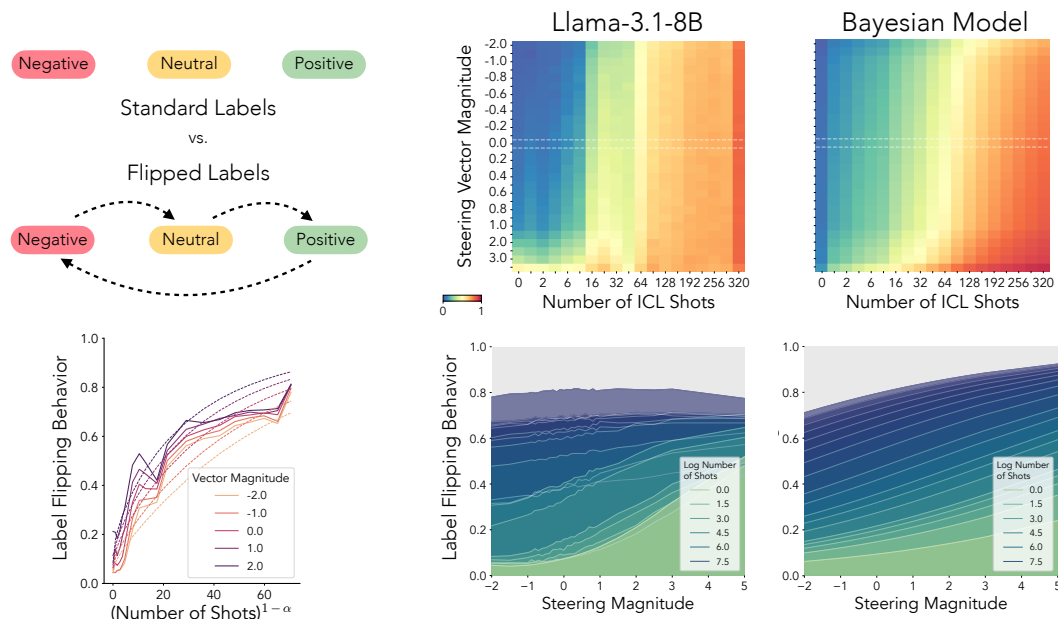 Negative
Neutral
Positive
Standard Labels
vs.
Flipped Labels
Negative
Neutral
Positive
Llama-3.1-8B
Steering Vector Magnitude
-2.0
-1.0
-0.8
-0.6
-0.4
-0.2
0.0
0.2
0.4
0.6
0.8
1.0
2.0
3.0
0 2 6 16 32 64 128 192 256 320
Number of ICL Shots
0 1
Bayesian Model
0 2 6 16 32 64 128 192 256 320
Number of ICL Shots
Label Flipping Behavior
1.0
0.8
0.6
0.4
0.2
0.0
Vector Magnitude
-2.0
-1.0
0.0
1.0
2.0
0 20 40 60
(Number of Shots)^{1-α}
Label Flipping Behavior
1.0
0.8
0.6
0.4
0.2
0.0
Log Number
of Shots
0.0
1.5
3.0
4.5
6.0
7.5
−2 −1 0 1 2 3 4 5
Steering Magnitude
1.0
0.8
0.6
0.4
0.2
0.0
Log Number
of Shots
0.0
1.5
3.0
4.5
6.0
7.5
−2 −1 0 1 2 3 4 5
Steering Magnitude